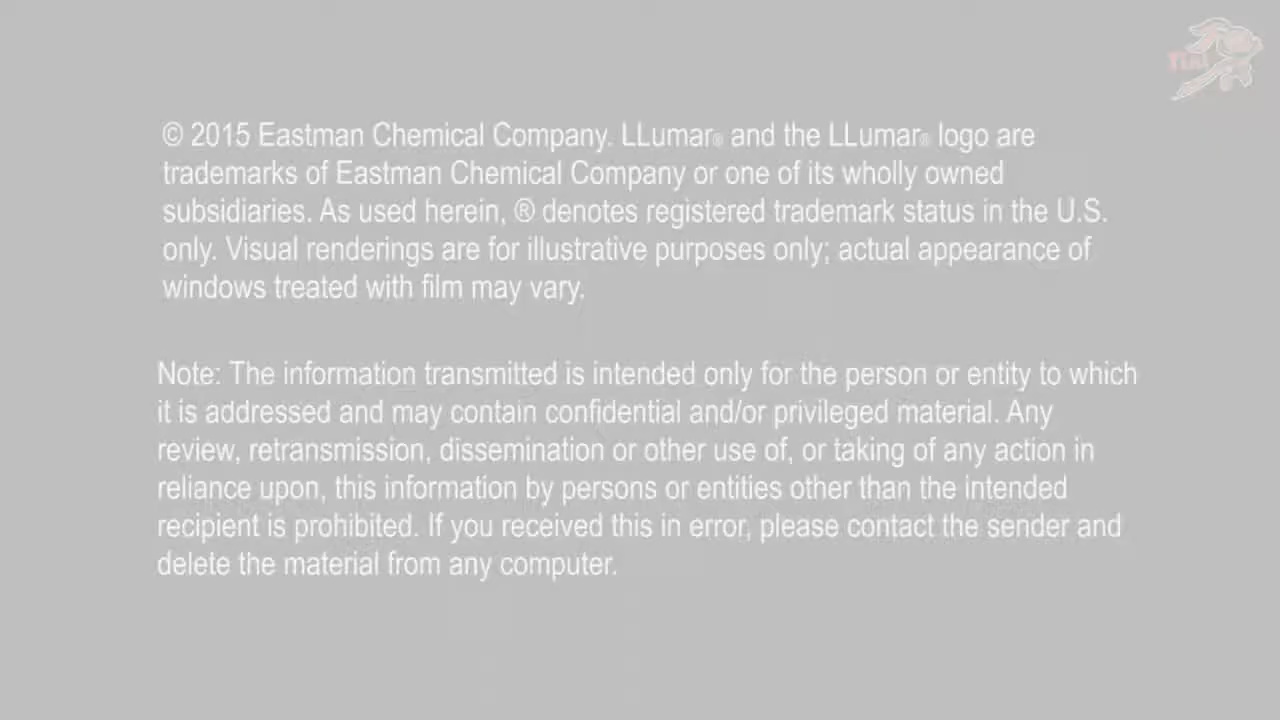 © 2015 Eastman Chemical Company. LLumar® and the LLumar® logo are
trademarks of Eastman Chemical Company or one of its wholly owned
subsidiaries. As used herein, ® denotes registered trademark status in the U.S.
only. Visual renderings are for illustrative purposes only; actual appearance of
windows treated with film may vary.
Note: The information transmitted is intended only for the person or entity to which
it is addressed and may contain confidential and/or privileged material. Any
review, retransmission, dissemination or other use of, or taking of any action in
reliance upon, this information by persons or entities other than the intended
recipient is prohibited. If you received this in error, please contact the sender and
delete the material from any computer.